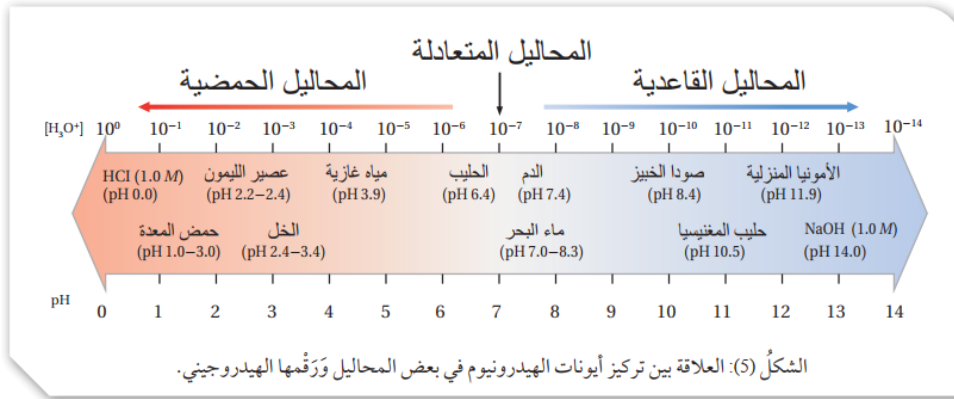 المحاليل المتعادلة
المحاليل القاعدية
المحاليل الحمضية
[H₃O⁺] 10⁰ 10⁻¹ 10⁻² 10⁻³ 10⁻⁴ 10⁻⁵ 10⁻⁶ 10⁻⁷ 10⁻⁸ 10⁻⁹ 10⁻¹⁰ 10⁻¹¹ 10⁻¹² 10⁻¹³ 10⁻¹⁴
HCI (1.0 M)
(pH 0.0)
عصير الليمون
(pH 2.2–2.4)
مياه غازية
(pH 3.9)
الحليب
(pH 6.4)
الدم
(pH 7.4)
صودا الخبيز
(pH 8.4)
الأمونيا المنزلية
(pH 11.9)
حمض المعدة
(pH 1.0–3.0)
الخل
(pH 2.4–3.4)
ماء البحر
(pH 7.0–8.3)
حليب المغنيسيا
(pH 10.5)
NaOH (1.0 M)
(pH 14.0)
pH 0 1 2 3 4 5 6 7 8 9 10 11 12 13 14
الشكلُ (5): العلاقة بين تركيز أيونات الهيدرونيوم في بعض المحاليل وَرَقْمها الهيدروجيني.